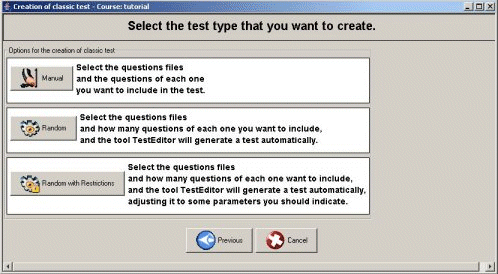 Creation of classic test - Course: tutorial
Select the test type that you want to create.
Options for the creation of classic test
Manual
Select the questions files
and the questions of each one
you want to include in the test.
Random
Select the questions files
and how many questions of each one you want to include,
and the tool TestEditor will generate a test automatically.
Random with Restrictions
Select the questions files
and how many questions of each one want to include,
and the tool TestEditor will generate a test automatically,
adjusting it to some parameters you should indicate.
Previous
Cancel